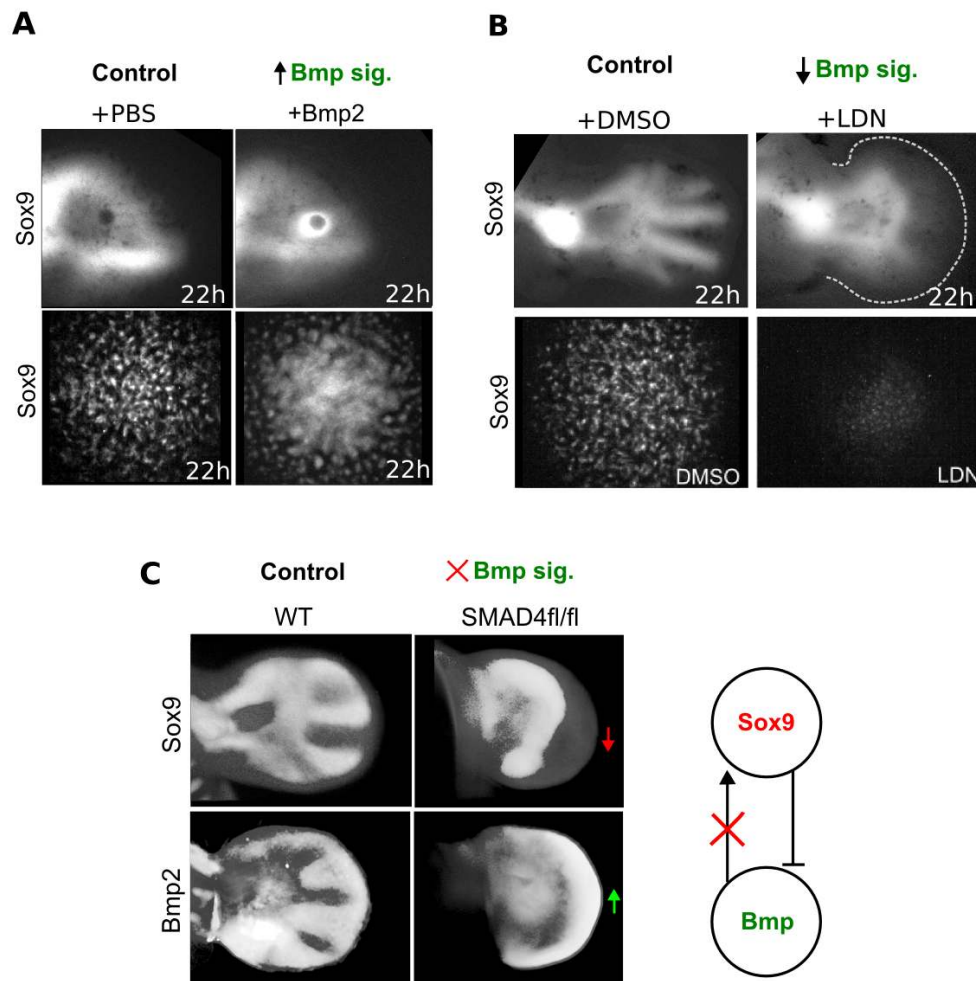 A
Control
↑ Bmp sig.
+PBS
+Bmp2
Sox9
22h
22h
Sox9
22h
22h
B
Control
↓ Bmp sig.
+DMSO
+LDN
Sox9
22h
Sox9
DMSO
LDN
C
Control
Bmp sig.
WT
SMAD4fl/fl
Sox9
Bmp2
Sox9
Bmp